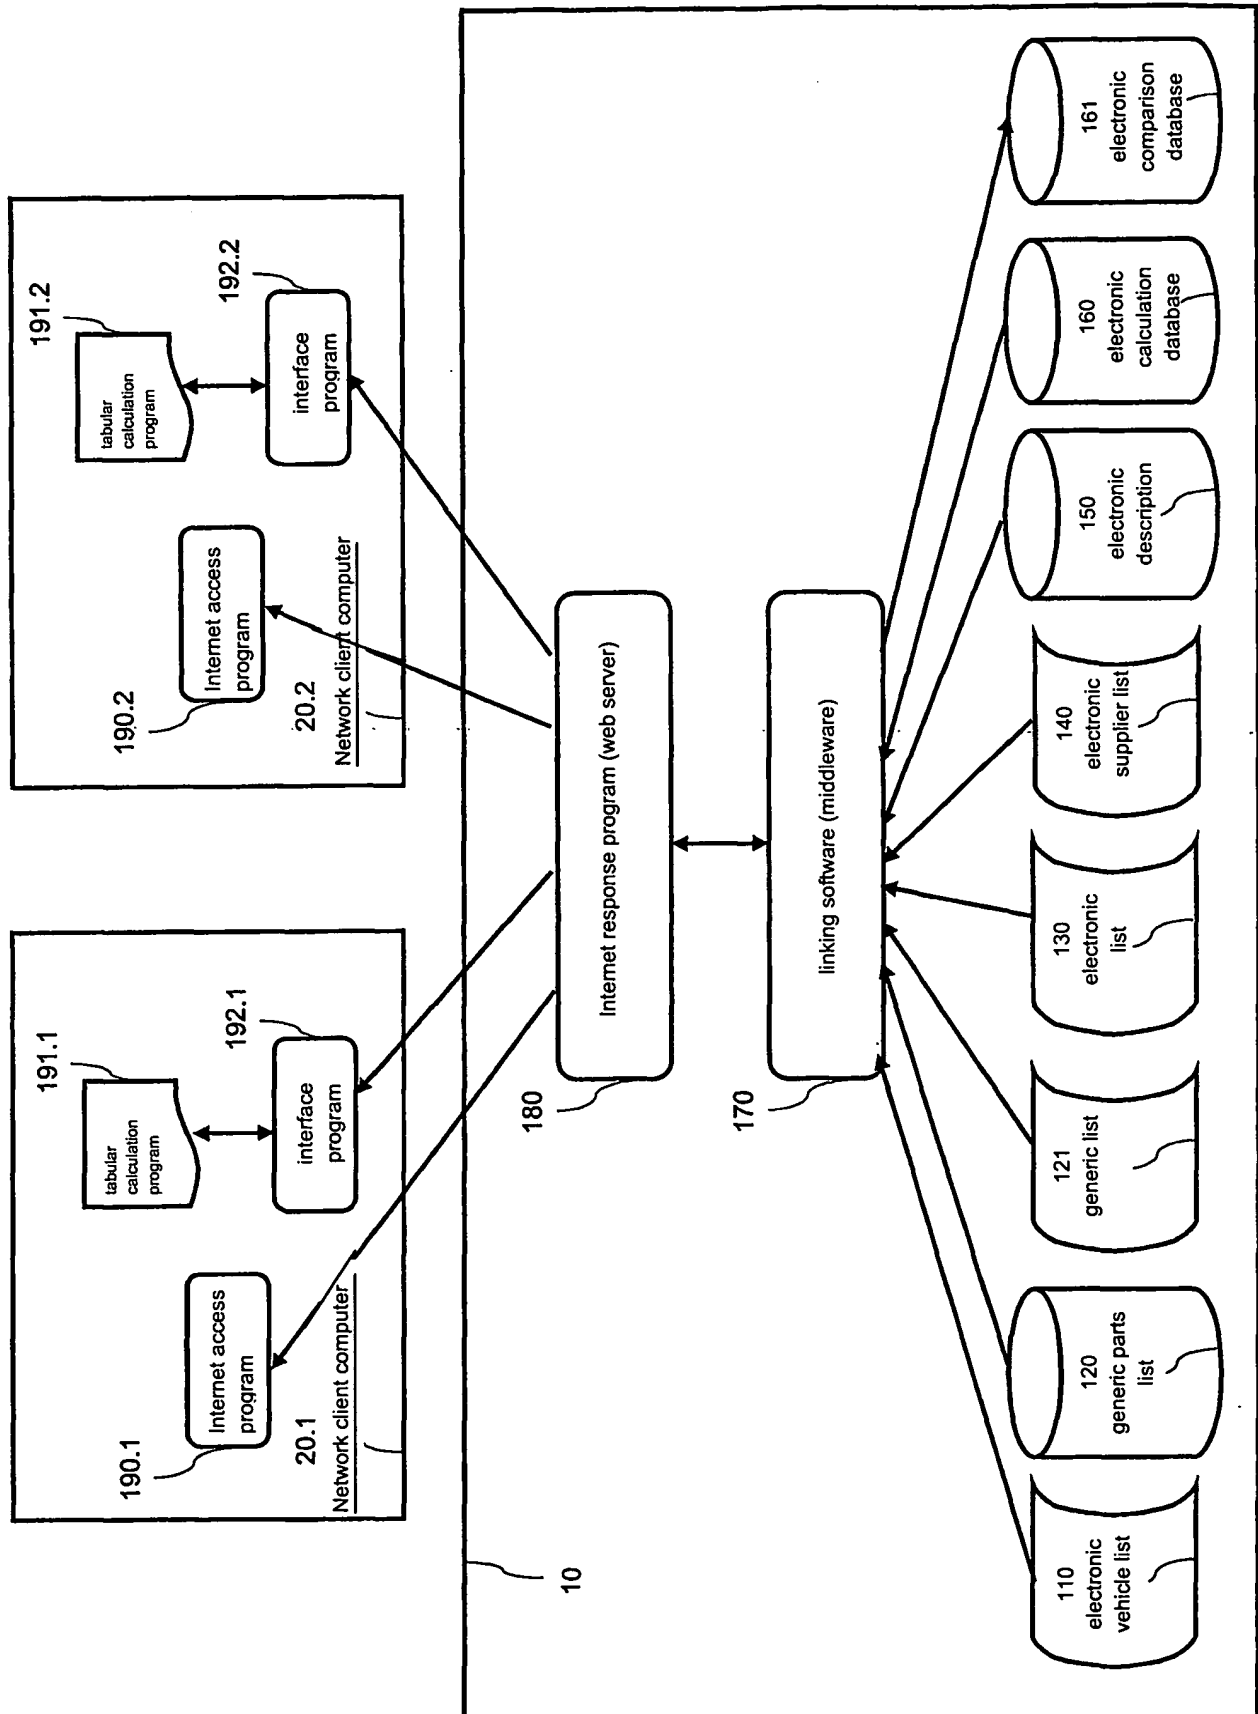 191.1
tabular
calculation
program
192.1
interface
program
190.1
Internet access
program
20.1
Network client computer
191.2
tabular
calculation
program
192.2
interface
program
190.2
Internet access
program
20.2
Network client computer
10
180
Internet response program (web server)
170
linking software (middleware)
110
electronic
vehicle list
120
generic parts
list
121
generic list
130
electronic
list
140
electronic
supplier list
150
electronic
description
160
electronic
calculation
database
161
electronic
comparison
database